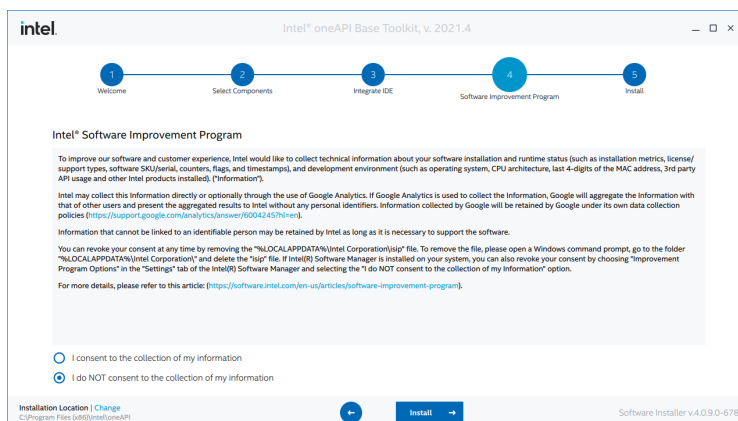 intel.
Intel® oneAPI Base Toolkit, v. 2021.4
1
2
3
4
5
Welcome
Select Components
Integrate IDE
Software Improvement Program
Install
Intel® Software Improvement Program
To improve our software and customer experience, Intel would like to collect technical information about your software installation and runtime status (such as installation metrics, license/
support types, software SKU/serial, counters, flags, and timestamps), and development environment (such as operating system, CPU architecture, last 4-digits of the MAC address, 3rd party
API usage and other Intel products installed). ("Information").
Intel may collect this Information directly or optionally through the use of Google Analytics. If Google Analytics is used to collect the Information, Google will aggregate the Information with
that of other users and present the aggregated results to Intel without any personal identifiers. Information collected by Google will be retained by Google under its own data collection
policies (https://support.google.com/analytics/answer/6004245?hl=en).
Information that cannot be linked to an identifiable person may be retained by Intel as long as it is necessary to support the software.
You can revoke your consent at any time by removing the "%LOCALAPPDATA%\Intel Corporation\isip" file. To remove the file, please open a Windows command prompt, go to the folder
"%LOCALAPPDATA%\Intel Corporation\" and delete the "isip" file. If Intel(R) Software Manager is installed on your system, you can also revoke your consent by choosing "Improvement
Program Options" in the "Settings" tab of the Intel(R) Software Manager and selecting the "I do NOT consent to the collection of my Information" option.
For more details, please refer to this article: (https://software.intel.com/en-us/articles/software-improvement-program).
I consent to the collection of my information
I do NOT consent to the collection of my information
Installation Location | Change
C:\Program Files (x86)\Intel\oneAPI
Install
Software Installer v.4.0.9.0-678